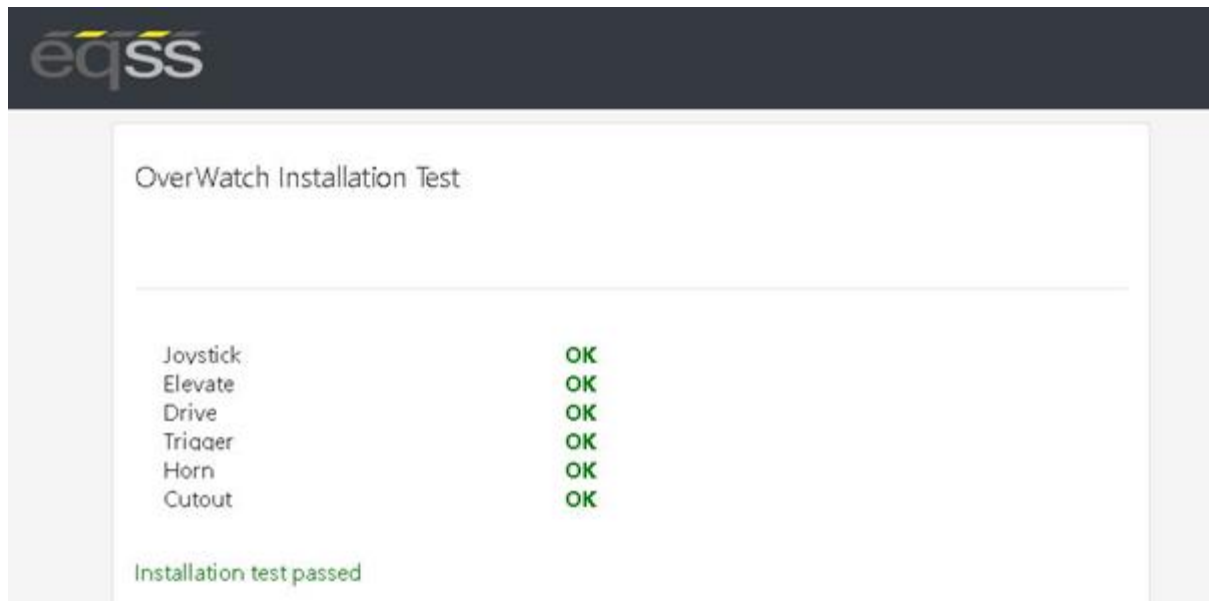 eqss
OverWatch Installation Test
Joystick OK
Elevate OK
Drive OK
Trigger OK
Horn OK
Cutout OK
Installation test passed